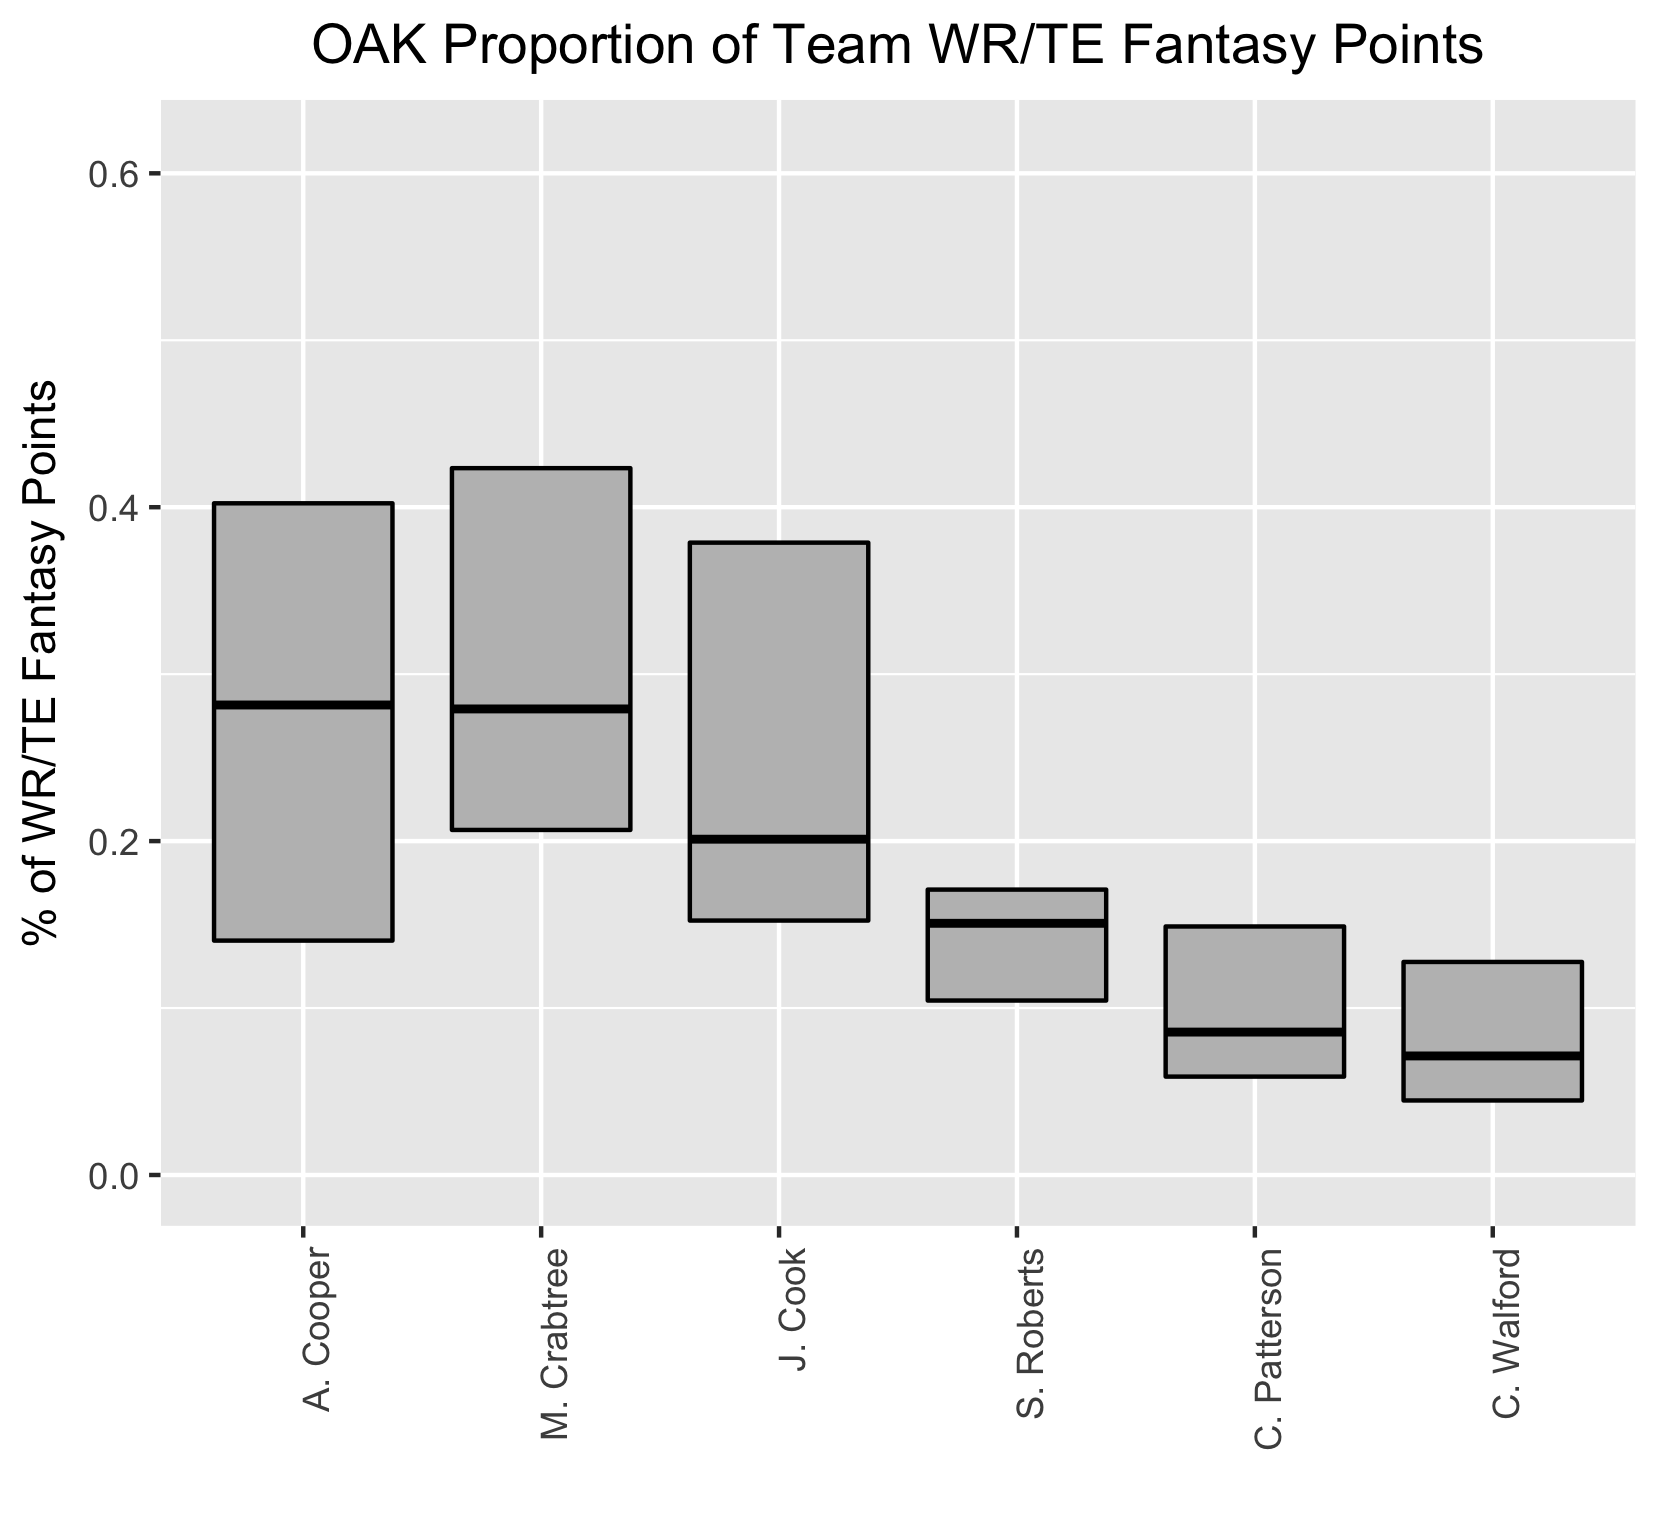 OAK Proportion of Team WR/TE Fantasy Points
% of WR/TE Fantasy Points
0.6
0.4
0.2
0.0
A. Cooper
M. Crabtree
J. Cook
S. Roberts
C. Patterson
C. Walford